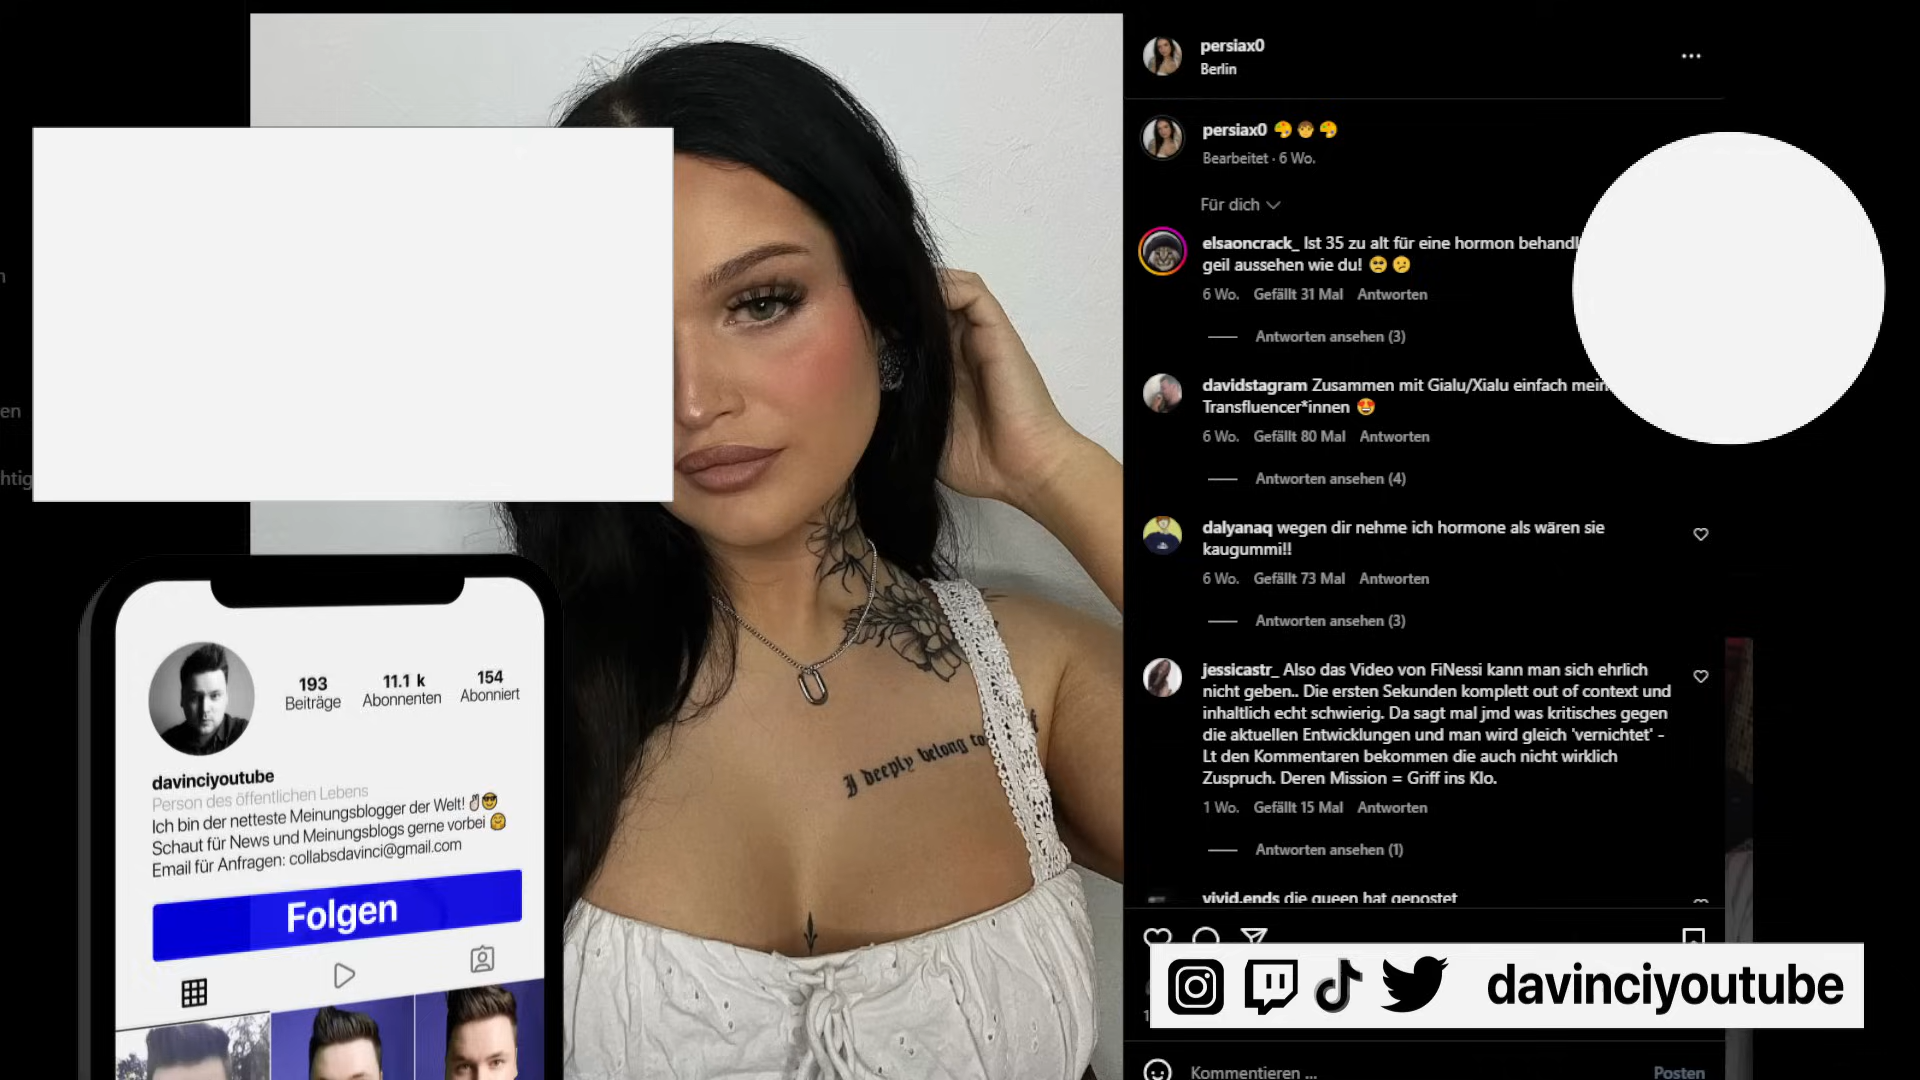 persiax0
Berlin
persiax0
Bearbeitet · 6 Wo.
Für dich
elsaoncrack_ Ist 35 zu alt für eine hormon
geil aussehen wie du!
6 Wo. Gefällt 31 Mal Antworten
Antworten ansehen (3)
davidstagram Zusammen mit Gialu/Xialu einfach
Transfluencer*innen
6 Wo. Gefällt 80 Mal Antworten
Antworten ansehen (4)
dalyanaq wegen dir nehme ich hormone als wären sie
kaugummi!!
6 Wo. Gefällt 73 Mal Antworten
Antworten ansehen (3)
jessicastr_ Also das Video von FiNessi kann man sich ehrlich
nicht geben.. Die ersten Sekunden komplett out of context und
inhaltlich echt schwierig. Da sagt mal jmd was kritisches gegen
die aktuellen Entwicklungen und man wird gleich 'vernichtet' -
Lt den Kommentaren bekommen die auch nicht wirklich
Zuspruch. Deren Mission = Griff ins Klo.
1 Wo. Gefällt 15 Mal Antworten
Antworten ansehen (1)
vivid.ends die queen hat gepostet
Kommentieren ...
Posten
davinciyoutube
I deeply belong to
193
Beiträge
11.1 k
Abonnenten
154
Abonniert
davinciyoutube
Person des öffentlichen Lebens
Ich bin der netteste Meinungsblogger der Welt!
Schaut für News und Meinungsblogs gerne vorbei
Email für Anfragen: collabsdavinci@gmail.com
Folgen